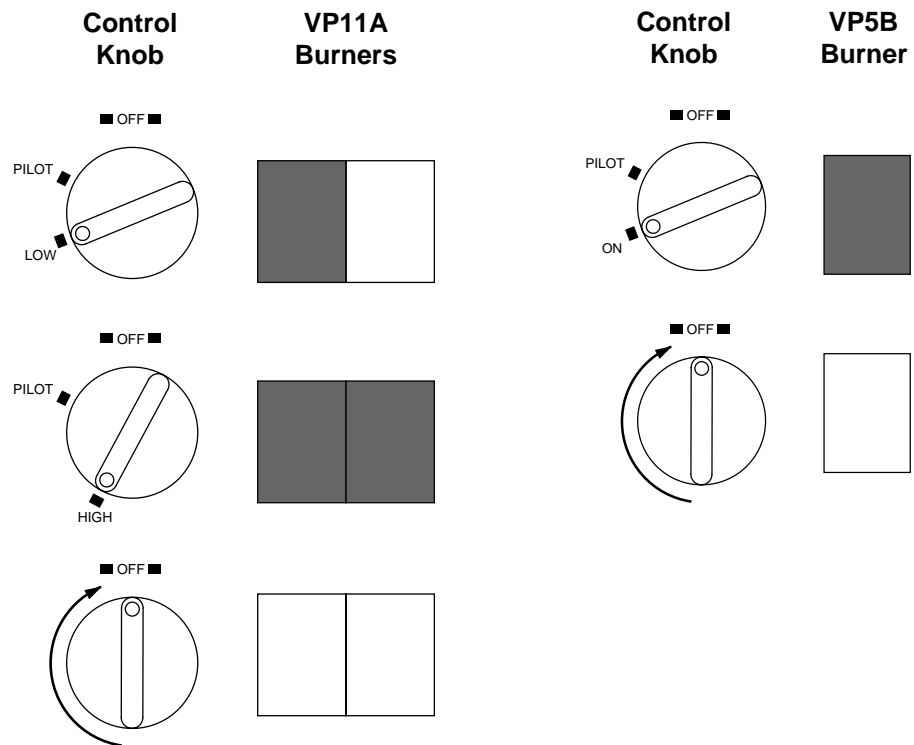 Control
Knob
VP11A
Burners
Control
Knob
VP5B
Burner
OFF
PILOT
LOW
OFF
PILOT
ON
OFF
PILOT
HIGH
OFF
OFF